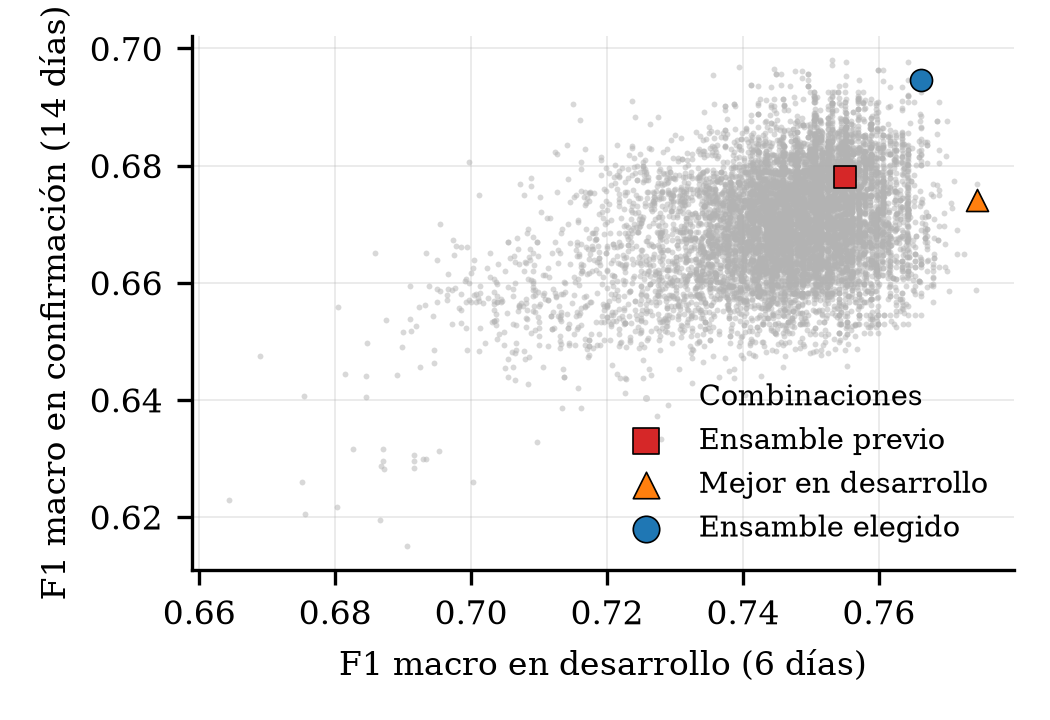 F1 macro en confirmación (14 días)
0.70
0.68
0.66
0.64
0.62
Combinaciones
Ensamble previo
Mejor en desarrollo
Ensamble elegido
0.66 0.68 0.70 0.72 0.74 0.76
F1 macro en desarrollo (6 días)